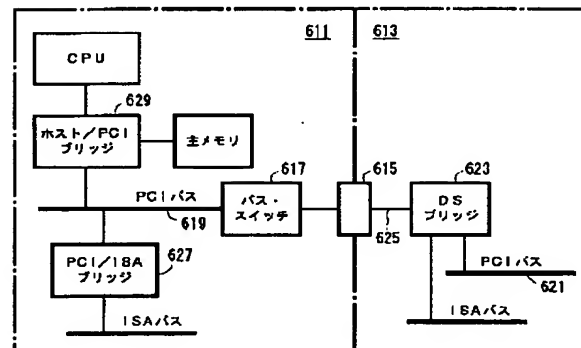 611
613
CPU
629
ホスト/PCI
ブリッジ
主メモリ
617
615
623
PCIバス
バス・
スイッチ
DS
ブリッジ
619
625
PCI/ISA
ブリッジ
627
PCIバス
621
ISAバス
ISAバス